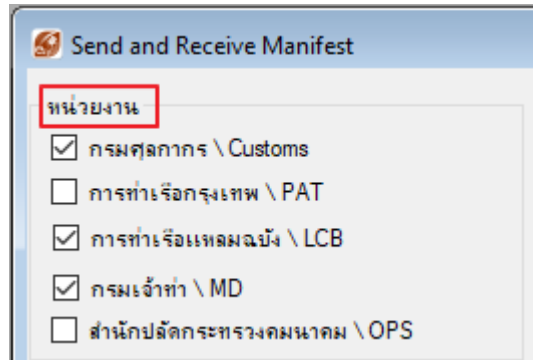 Send and Receive Manifest
หน่วยงาน
กรมศุลกากร \ Customs
การท่าเรือกรุงเทพ \ PAT
การท่าเรือแหลมฉบัง \ LCB
กรมเจ้าท่า \ MD
สำนักปลัดกระทรวงคมนาคม \ OPS